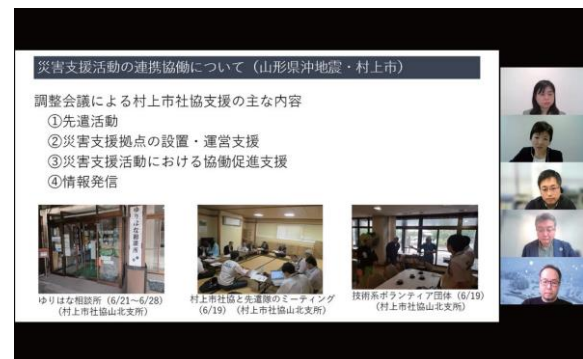 災害支援活動の連携協働について（山形県沖地震・村上市）
調整会議による村上市社協支援の主な内容
①先遣活動
②災害支援拠点の設置・運営支援
③災害支援活動における協働促進支援
④情報発信
ゆりはな相談所
ゆりはな相談所（6/21～6/28）
（村上市社協山北支所）
村上市社協と先遣隊のミーティング
（6/19）（村上市社協山北支所）
技術系ボランティア団体（6/19）
（村上市社協山北支所）